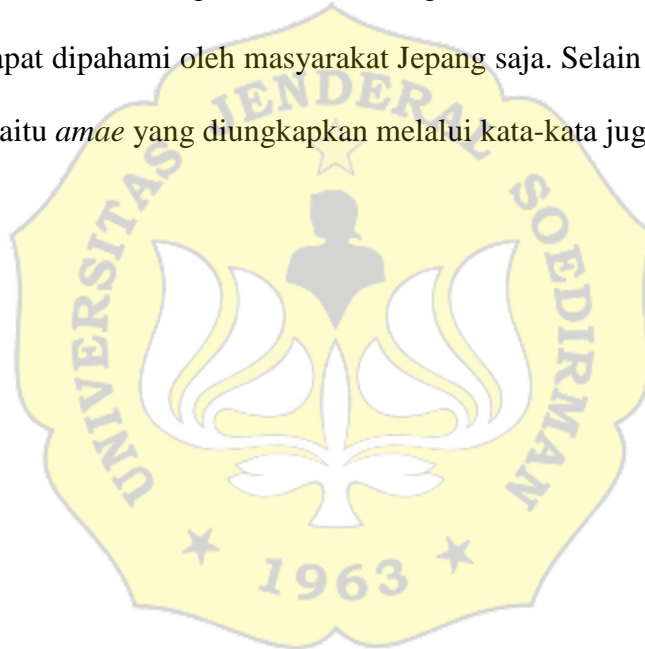 apat dipahami oleh masyarakat Jepang saja. Selain
aitu amae yang diungkapkan melalui kata-kata jug
UNIVERSITAS JENDERAL SOEDIRMAN
1963